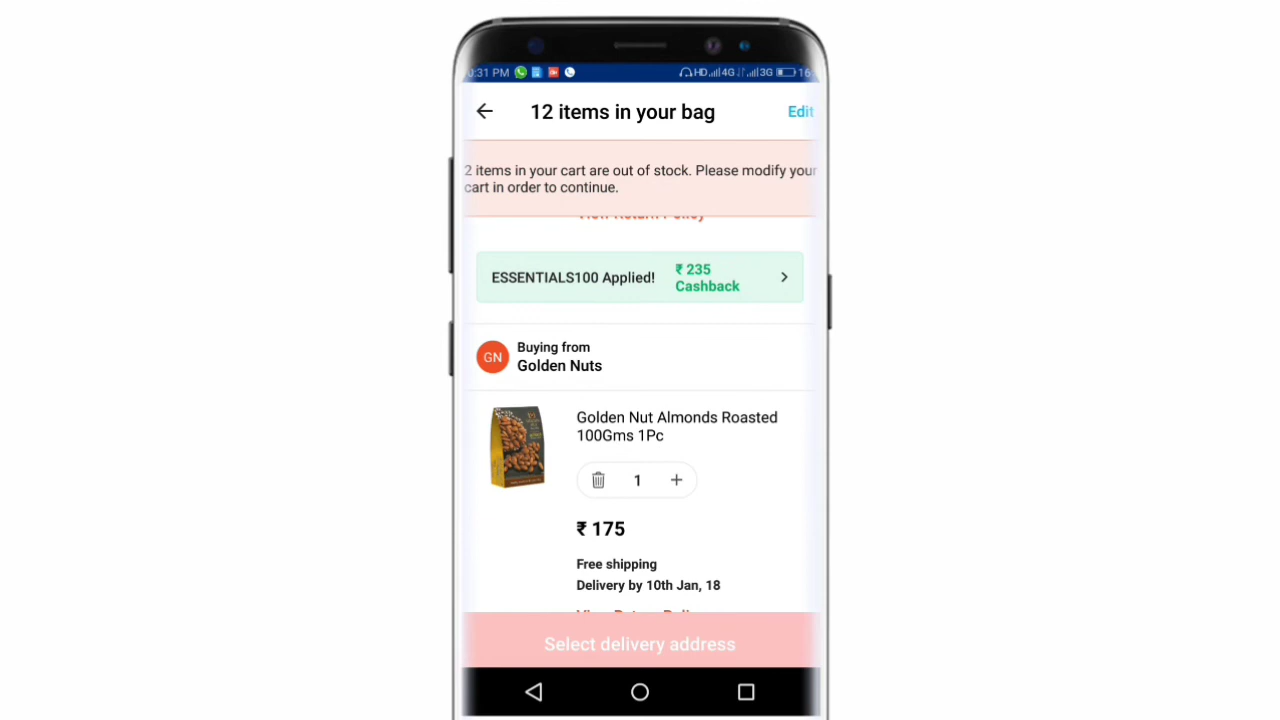 :31 PM HD 4G 3G 16
12 items in your bag
Edit
2 items in your cart are out of stock. Please modify your
cart in order to continue.
View Return Policy
ESSENTIALS100 Applied!
₹ 235
Cashback
GN
Buying from
Golden Nuts
Golden Nut Almonds Roasted
100Gms 1Pc
1
₹ 175
Free shipping
Delivery by 10th Jan, 18
View Return Policy
Select delivery address